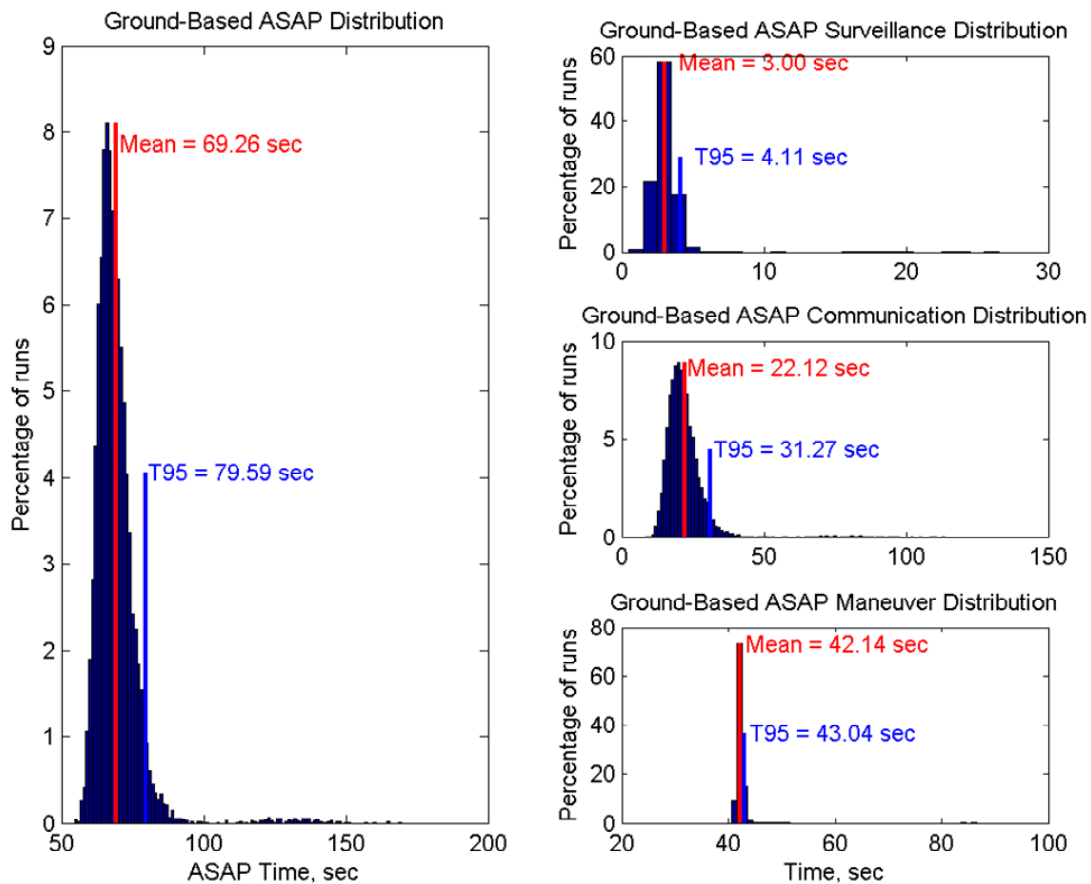 Ground-Based ASAP Distribution
9
8
7
6
5
4
3
2
1
0
Percentage of runs
Mean = 69.26 sec
T95 = 79.59 sec
50
100
150
200
ASAP Time, sec
Ground-Based ASAP Surveillance Distribution
60
40
20
0
Percentage of runs
Mean = 3.00 sec
T95 = 4.11 sec
0
10
20
30
Ground-Based ASAP Communication Distribution
10
5
0
Percentage of runs
Mean = 22.12 sec
T95 = 31.27 sec
0
50
100
150
Ground-Based ASAP Maneuver Distribution
80
60
40
20
0
Percentage of runs
Mean = 42.14 sec
T95 = 43.04 sec
20
40
60
80
100
Time, sec